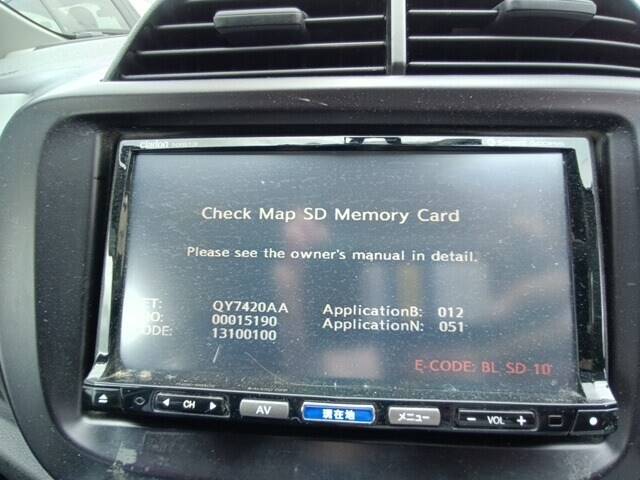 clarion
Check Map SD Memory Card
Please see the owner's manual in detail.
QY7420AA ApplicationB: 012
00015190 ApplicationN: 051
13100100
E-CODE: BL SD 10
CH AV 現在地 メニュー - VOL +